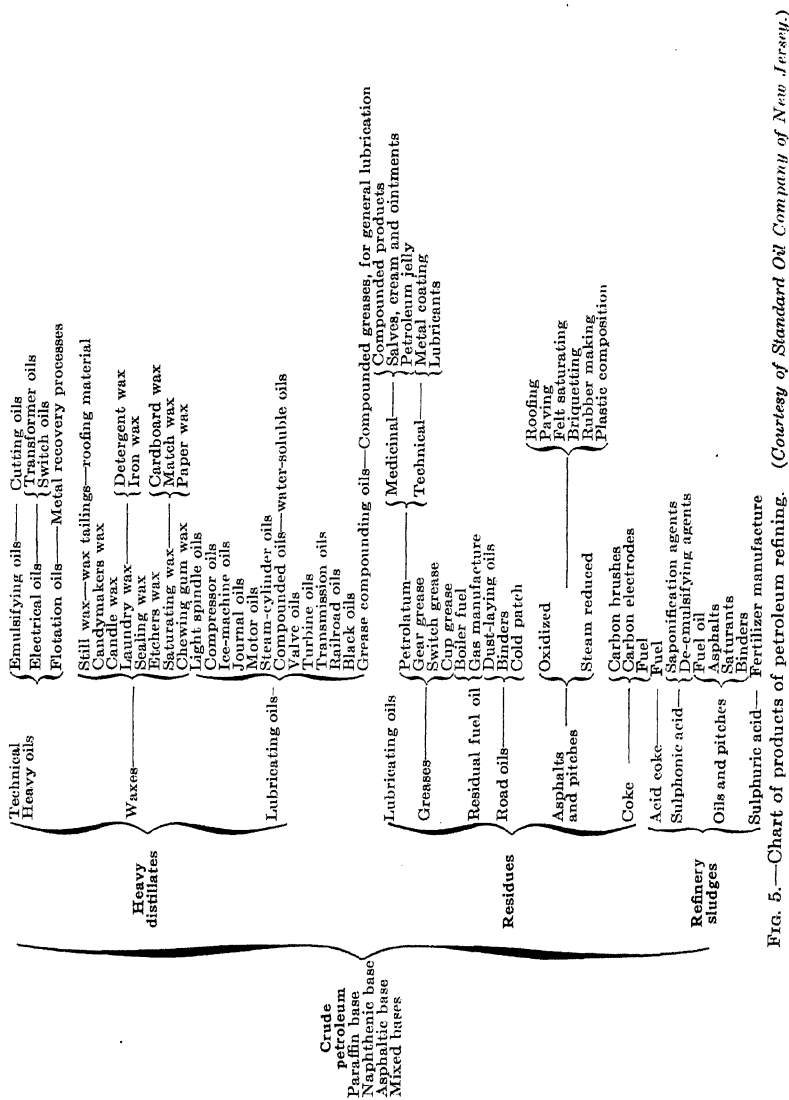 Crude
petroleum
Paraffin base
Naphthenic base
Asphaltic base
Mixed bases
Heavy
distillates
Technical
Heavy oils
Emulsifying oils—Cutting oils
Electrical oils
Transformer oils
Switch oils
Flotation oils—Metal recovery processes
Waxes
Still wax—wax tailings—roofing material
Candymakers wax
Candle wax
Laundry wax
Detergent wax
Iron wax
Sealing wax
Etchers wax
Saturating wax
Cardboard wax
Match wax
Paper wax
Chewing gum wax
Lubricating oils
Light spindle oils
Compressor oils
Ice-machine oils
Journal oils
Motor oils
Steam-cylinder oils
Compounded oils—water-soluble oils
Valve oils
Turbine oils
Transmission oils
Railroad oils
Black oils
Grease compounding oils—Compounded greases, for general lubrication
Residues
Lubricating oils
Greases
Petrolatum
Medicinal
Compounded products
Salves, cream and ointments
Petroleum jelly
Technical
Metal coating
Lubricants
Gear grease
Switch grease
Cup grease
Residual fuel oil
Boiler fuel
Gas manufacture
Road oils
Dust-laying oils
Binders
Cold patch
Asphalts
and pitches
Oxidized
Roofing
Paving
Felt saturating
Briquetting
Rubber making
Plastic composition
Steam reduced
Coke
Carbon brushes
Carbon electrodes
Fuel
Refinery
sludges
Acid coke—Fuel
Sulphonic acid
Saponification agents
De-emulsifying agents
Oils and pitches
Fuel oil
Asphalts
Saturants
Binders
Sulphuric acid—Fertilizer manufacture
FIG. 5.—Chart of products of petroleum refining. (Courtesy of Standard Oil Company of New Jersey.)